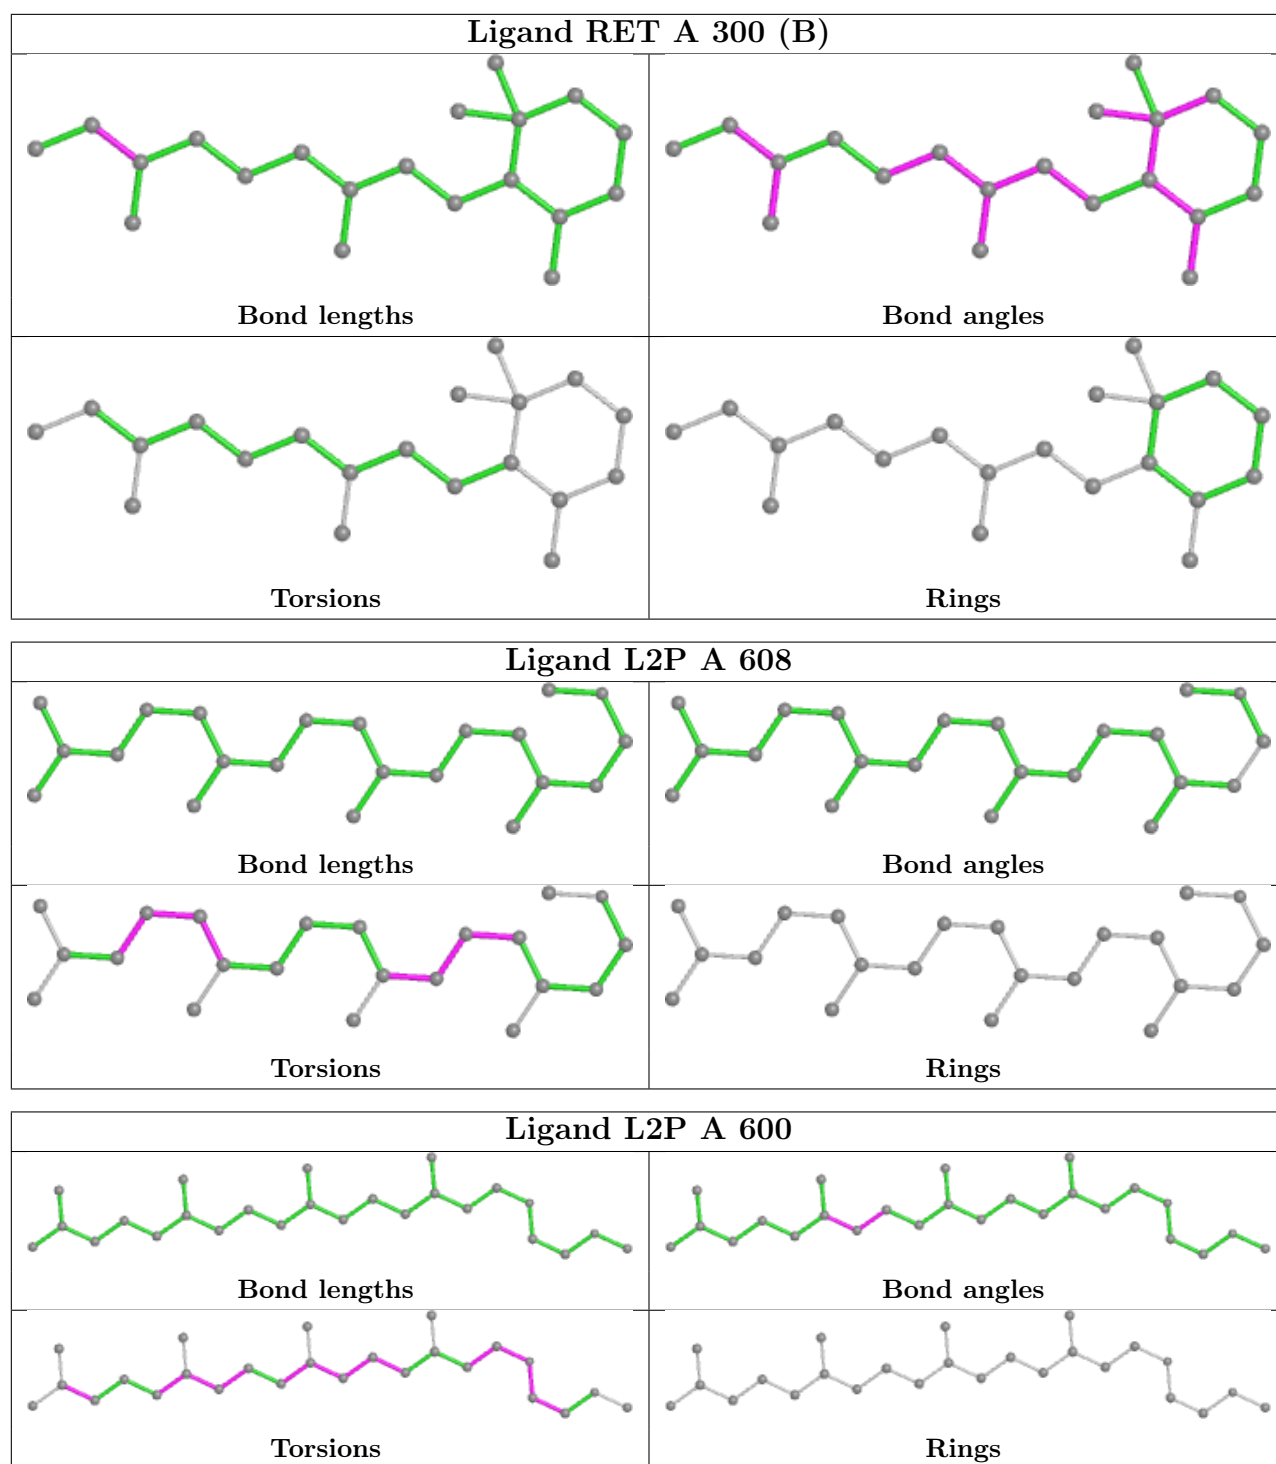 Ligand RET A 300 (B)
Bond lengths
Bond angles
Torsions
Rings
Ligand L2P A 608
Bond lengths
Bond angles
Torsions
Rings
Ligand L2P A 600
Bond lengths
Bond angles
Torsions
Rings